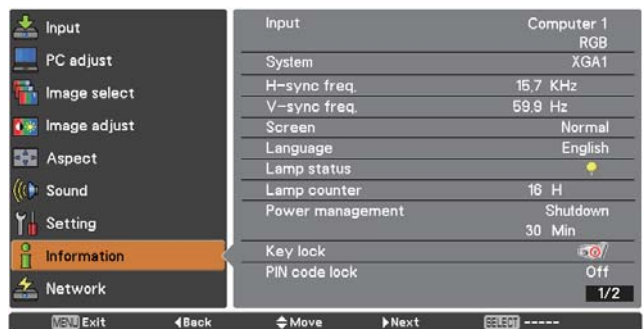 Input
PC adjust
Image select
Image adjust
Aspect
Sound
Setting
Information
Network
Input Computer 1
RGB
System XGA1
H-sync freq. 15.7 KHz
V-sync freq. 59.9 Hz
Screen Normal
Language English
Lamp status
Lamp counter 16 H
Power management Shutdown
30 Min
Key lock
PIN code lock Off
1/2
MENU Exit ◀Back Move ▶Next SELECT -----